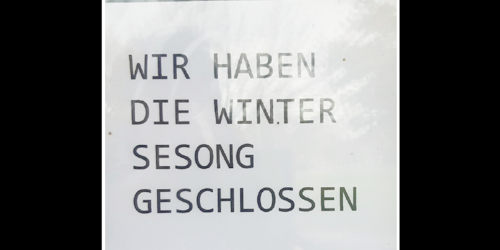 WIR HABEN
DIE WINTER
SESONG
GESCHLOSSEN